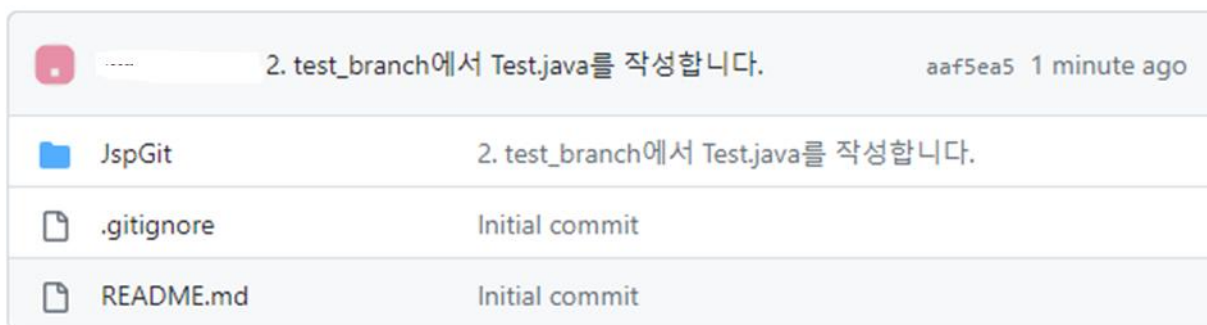 2. test_branch에서 Test.java를 작성합니다. aaf5ea5 1 minute ago
JspGit 2. test_branch에서 Test.java를 작성합니다.
.gitignore Initial commit
README.md Initial commit